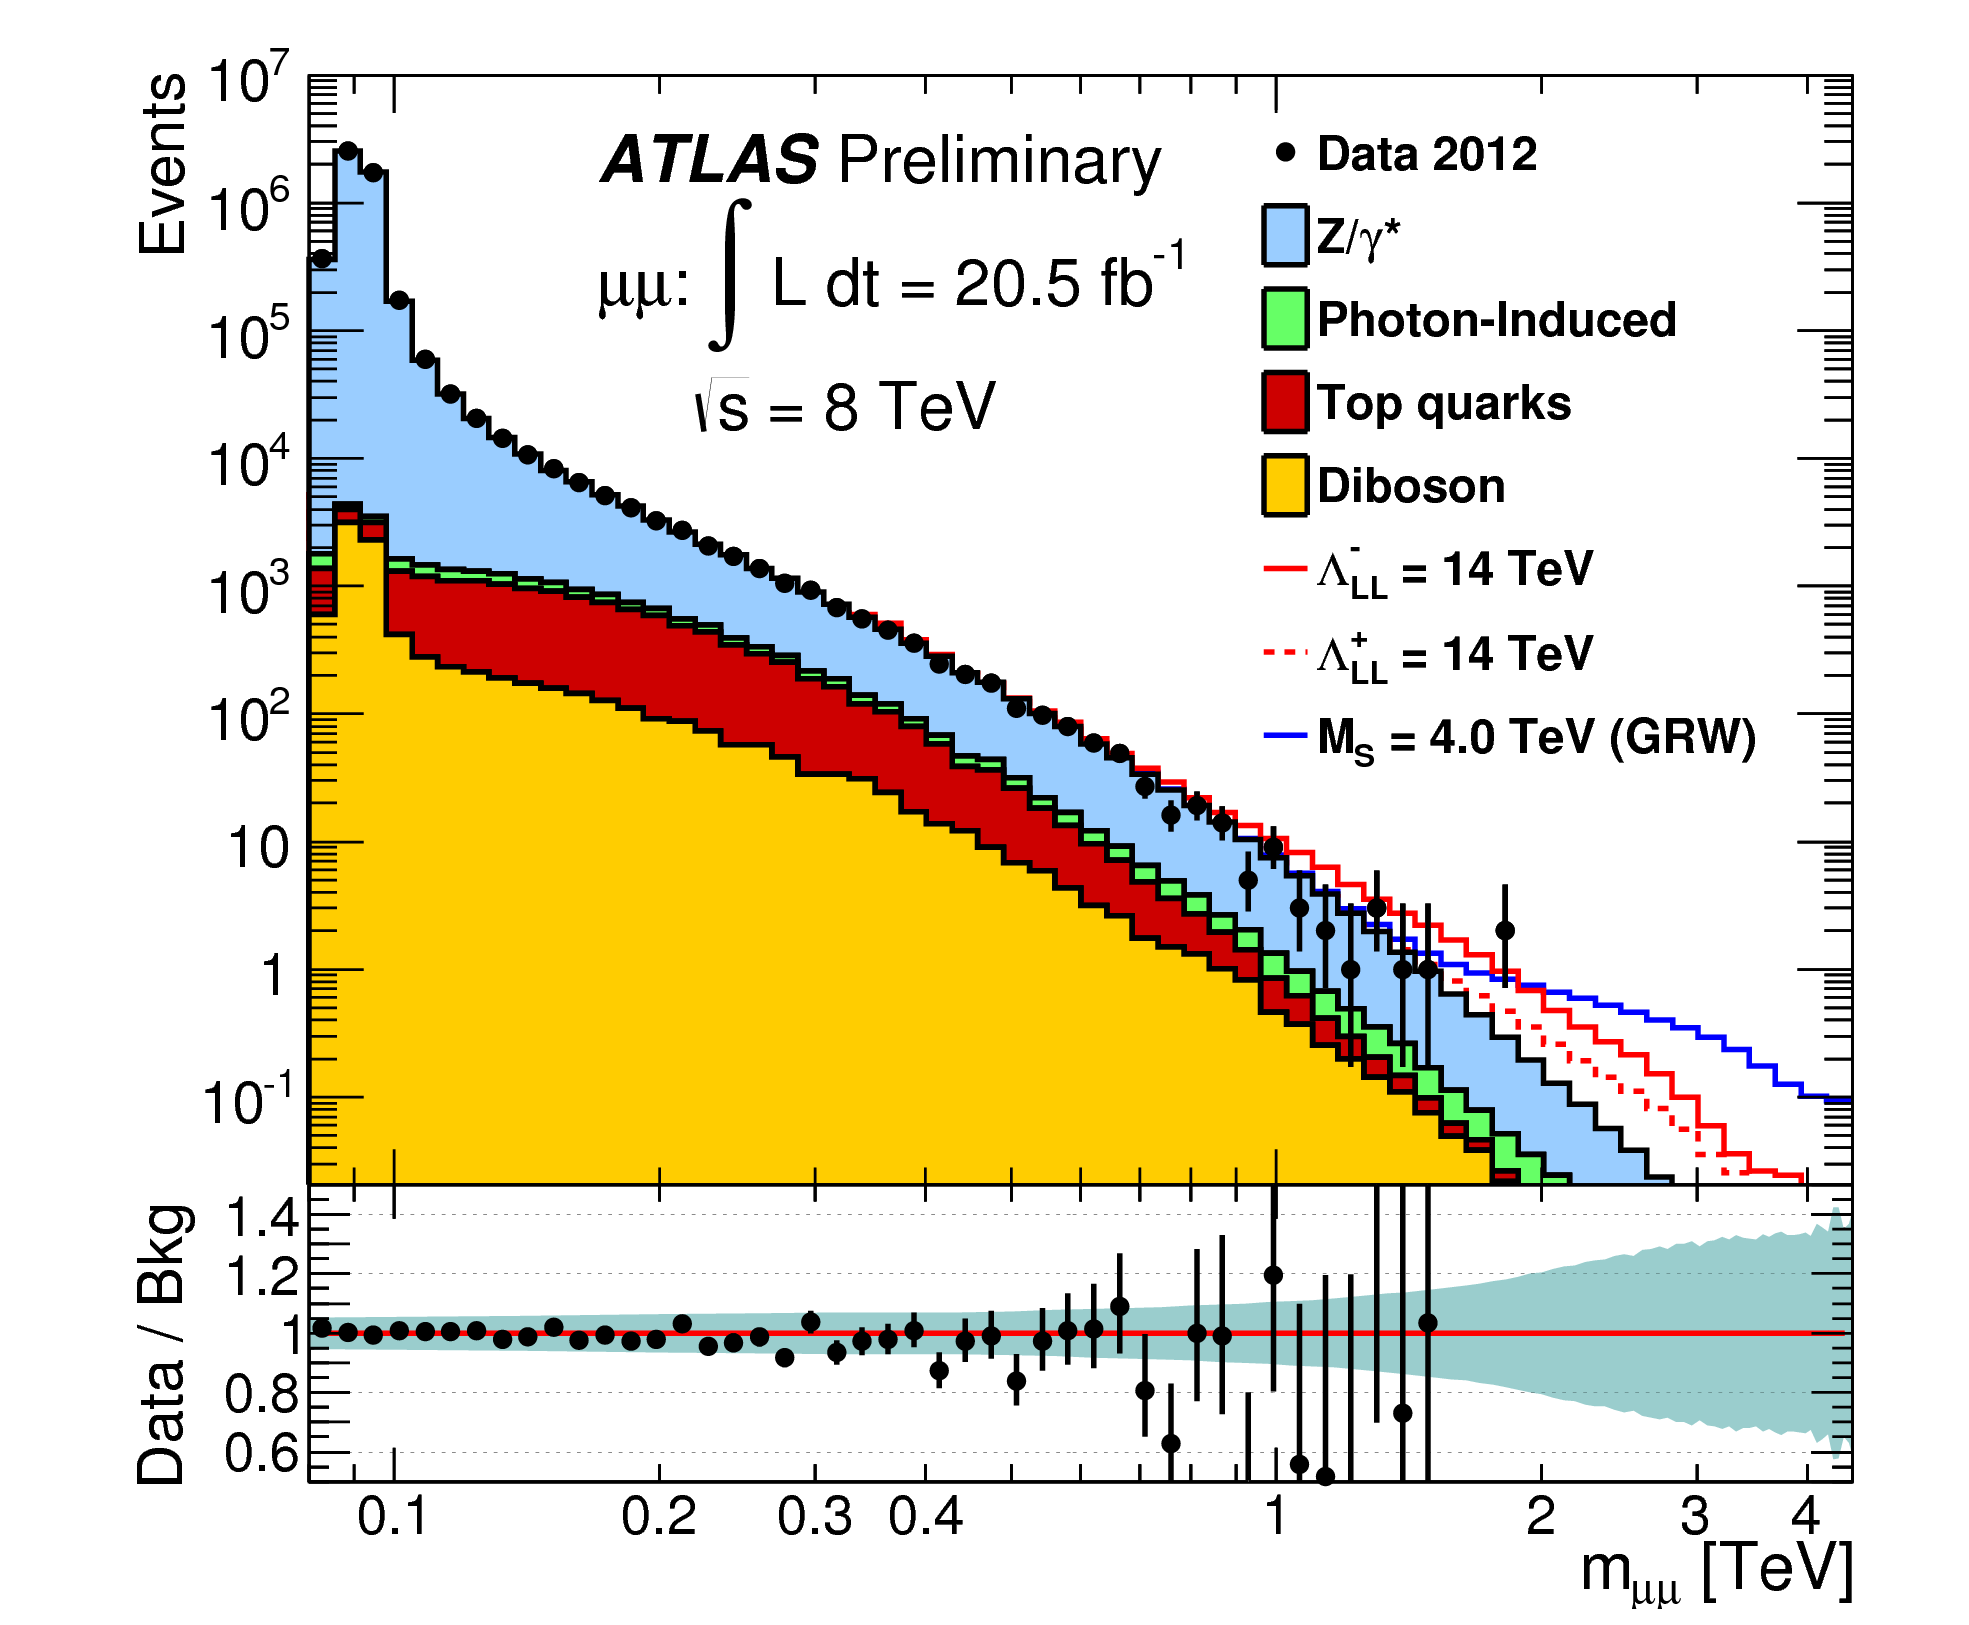 Events
10⁷
10⁶
10⁵
10⁴
10³
10²
10
1
10⁻¹
ATLAS Preliminary
μμ: ∫ L dt = 20.5 fb⁻¹
√s = 8 TeV
Data 2012
Z/γ*
Photon-Induced
Top quarks
Diboson
Λ⁻LL = 14 TeV
Λ⁺LL = 14 TeV
MS = 4.0 TeV (GRW)
Data / Bkg
1.4
1.2
1
0.8
0.6
0.1 0.2 0.3 0.4 1 2 3 4
mμμ [TeV]